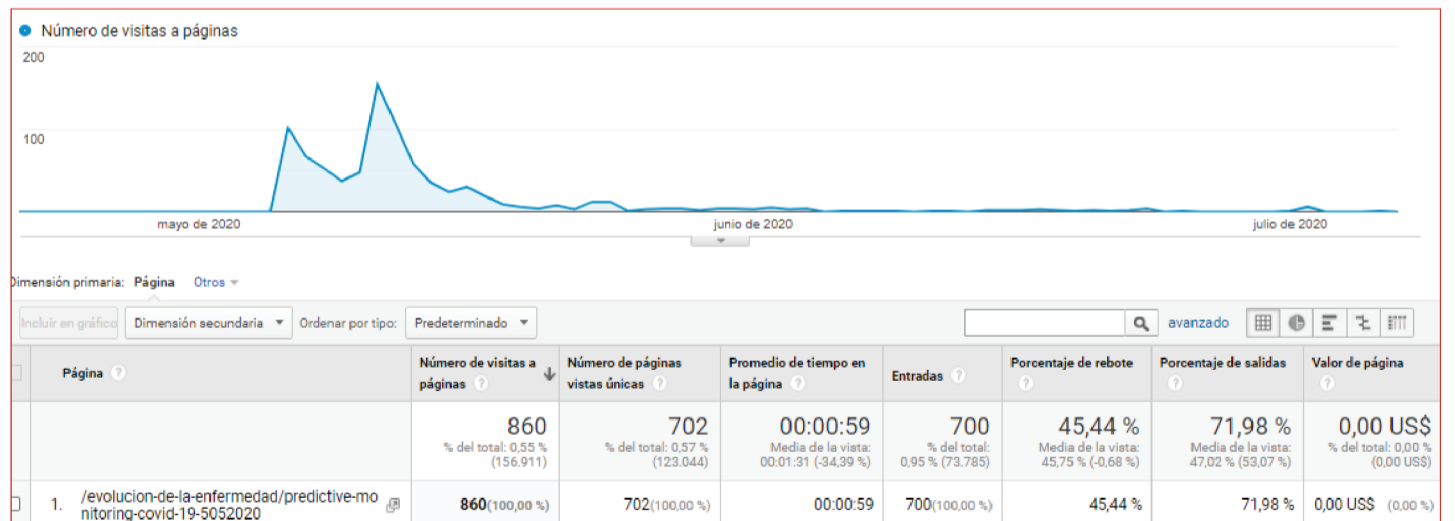 Número de visitas a páginas
200
100
mayo de 2020 junio de 2020 julio de 2020
Dimensión primaria: Página Otros
Incluir en gráfico Dimensión secundaria Ordenar por tipo: Predeterminado avanzado
Página ? Número de visitas a páginas ? Número de páginas vistas únicas ? Promedio de tiempo en la página ? Entradas ? Porcentaje de rebote ? Porcentaje de salidas ? Valor de página ?
860 702 00:00:59 700 45,44 % 71,98 % 0,00 US$
% del total: 0,55 % (156.911) % del total: 0,57 % (123.044) Media de la vista: 00:01:31 (-34,39 %) % del total: 0,95 % (73.785) Media de la vista: 45,75 % (-0,68 %) Media de la vista: 47,02 % (53,07 %) % del total: 0,00 % (0,00 US$)
1. /evolucion-de-la-enfermedad/predictive-mo
nitoring-covid-19-5052020 860(100,00 %) 702(100,00 %) 00:00:59 700(100,00 %) 45,44 % 71,98 % 0,00 US$ (0,00 %)